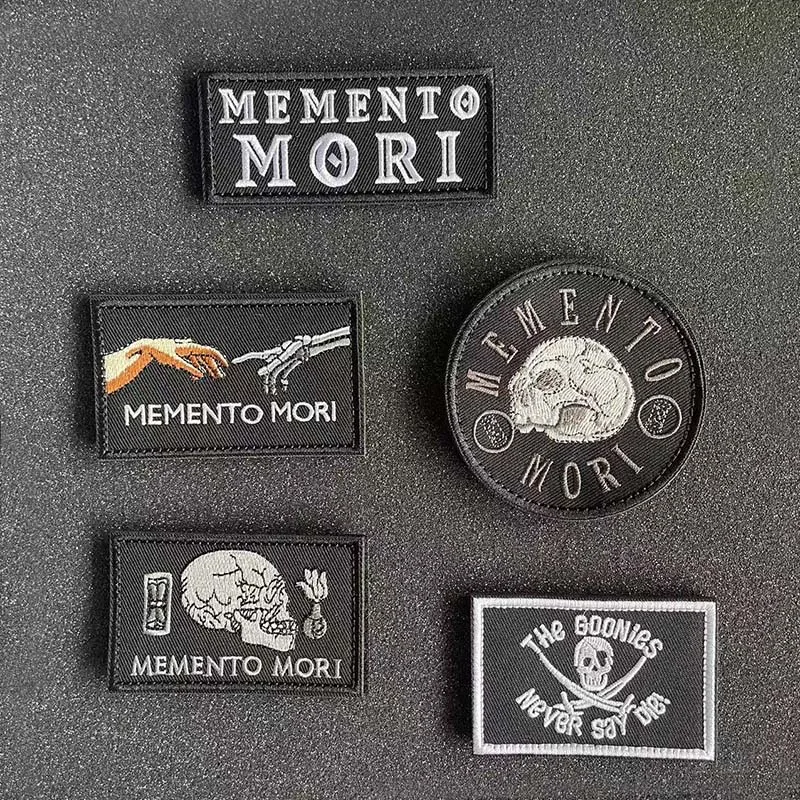 MEMENTO
MORI
MEMENTO MORI
MEMENTO
MORI
MEMENTO MORI
THE GOONIES
NEVER SAY DIE!